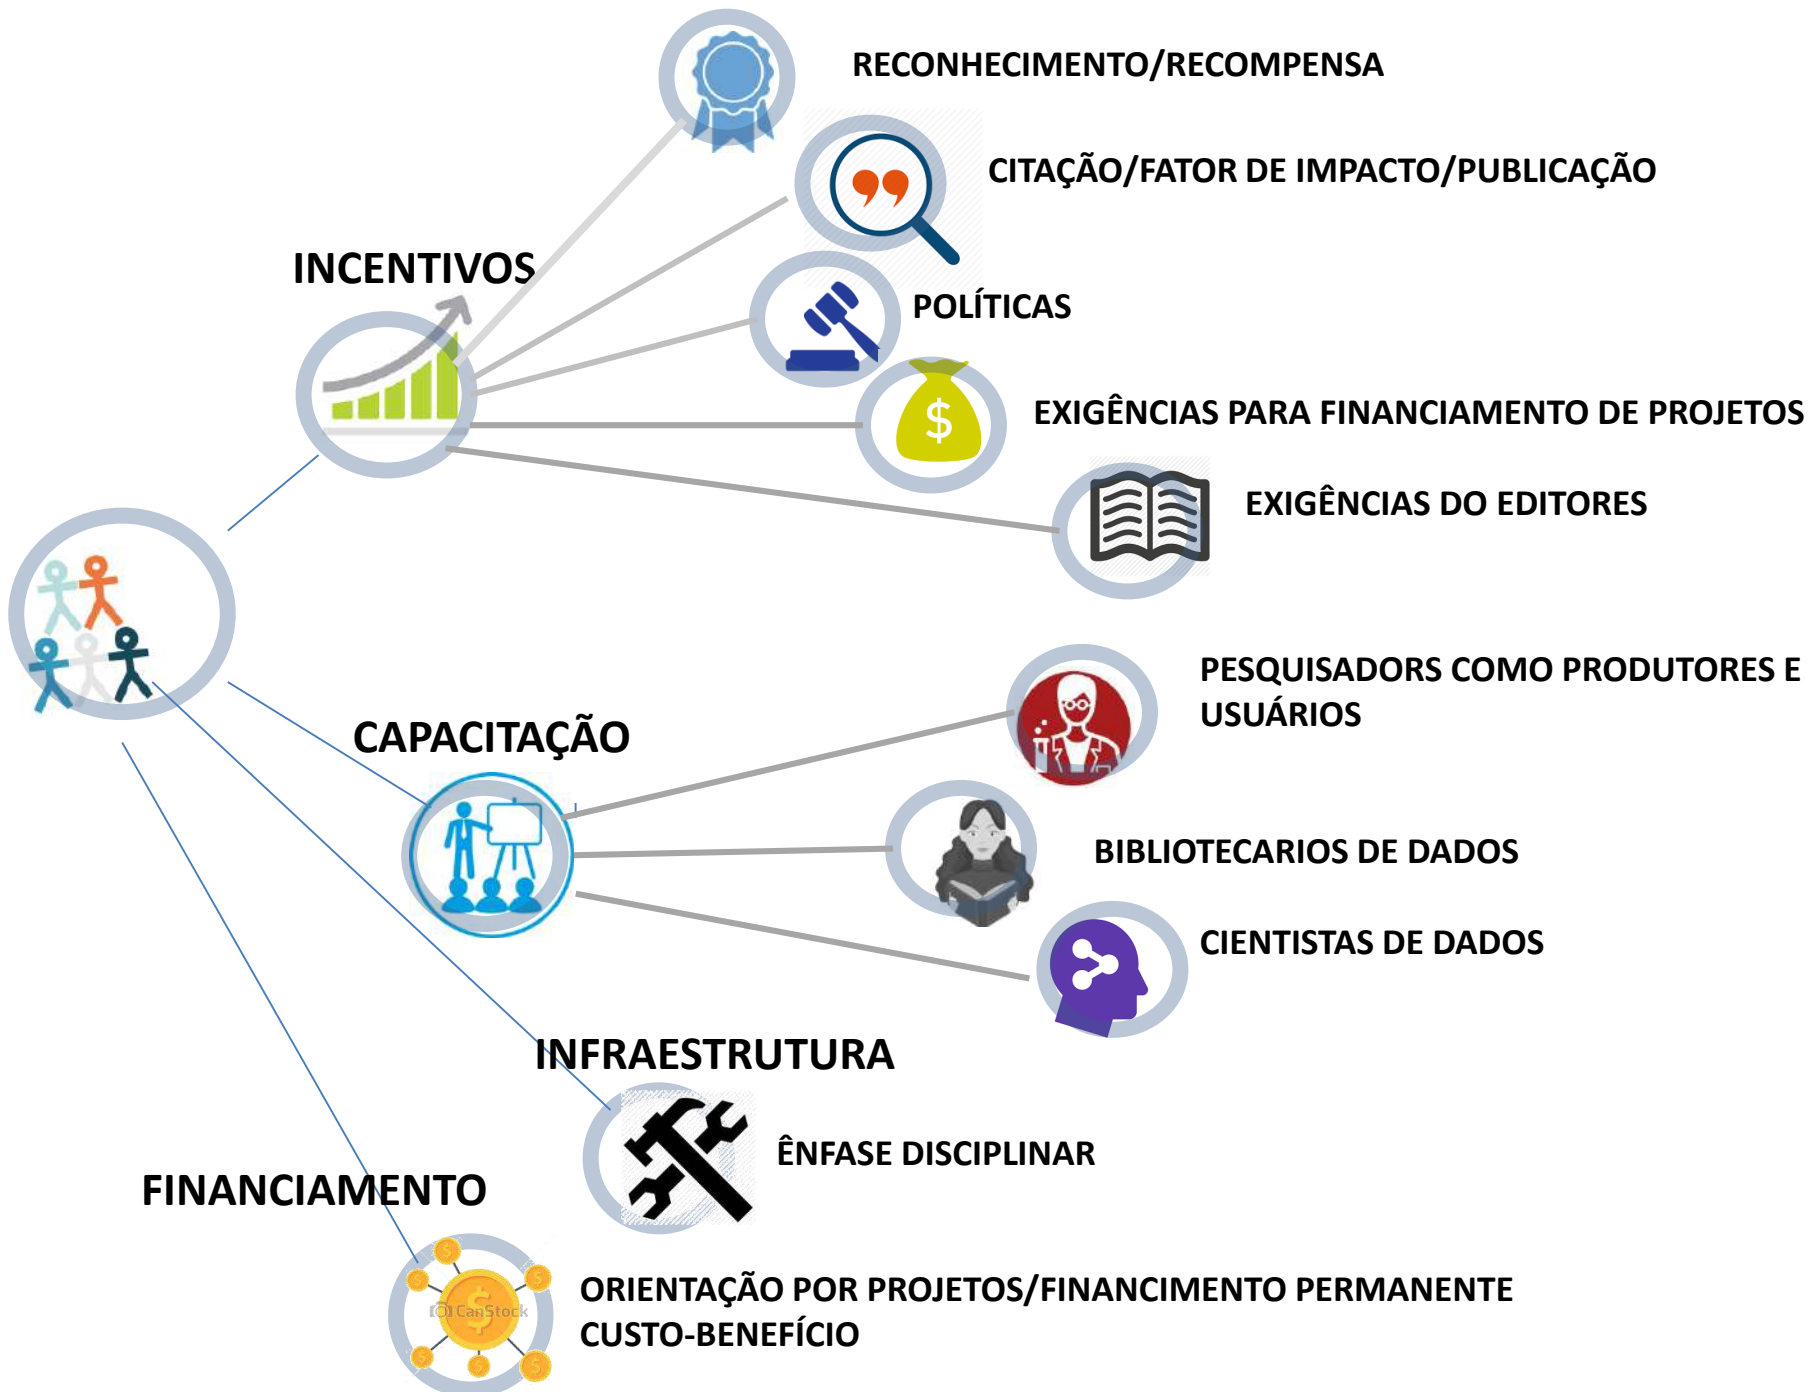 RECONHECIMENTO/RECOMPENSA
CITAÇÃO/FATOR DE IMPACTO/PUBLICAÇÃO
INCENTIVOS
POLÍTICAS
$
EXIGÊNCIAS PARA FINANCIAMENTO DE PROJETOS
EXIGÊNCIAS DO EDITORES
PESQUISADORS COMO PRODUTORES E
USUÁRIOS
CAPACITAÇÃO
BIBLIOTECARIOS DE DADOS
CIENTISTAS DE DADOS
INFRAESTRUTURA
ÊNFASE DISCIPLINAR
FINANCIAMENTO
CanStock
ORIENTAÇÃO POR PROJETOS/FINANCIMENTO PERMANENTE
CUSTO-BENEFÍCIO